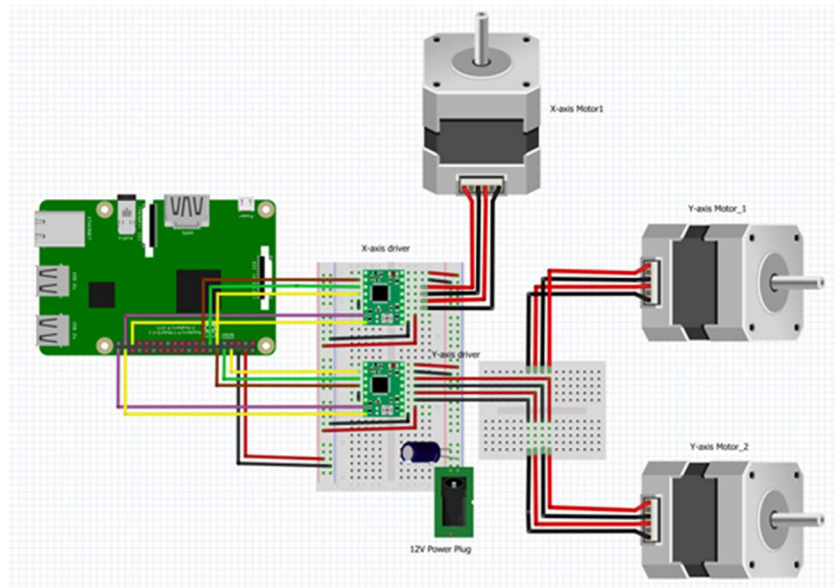 X-axis Motor1
Y-axis Motor_1
X-axis driver
Y-axis driver
Y-axis Motor_2
12V Power Plug